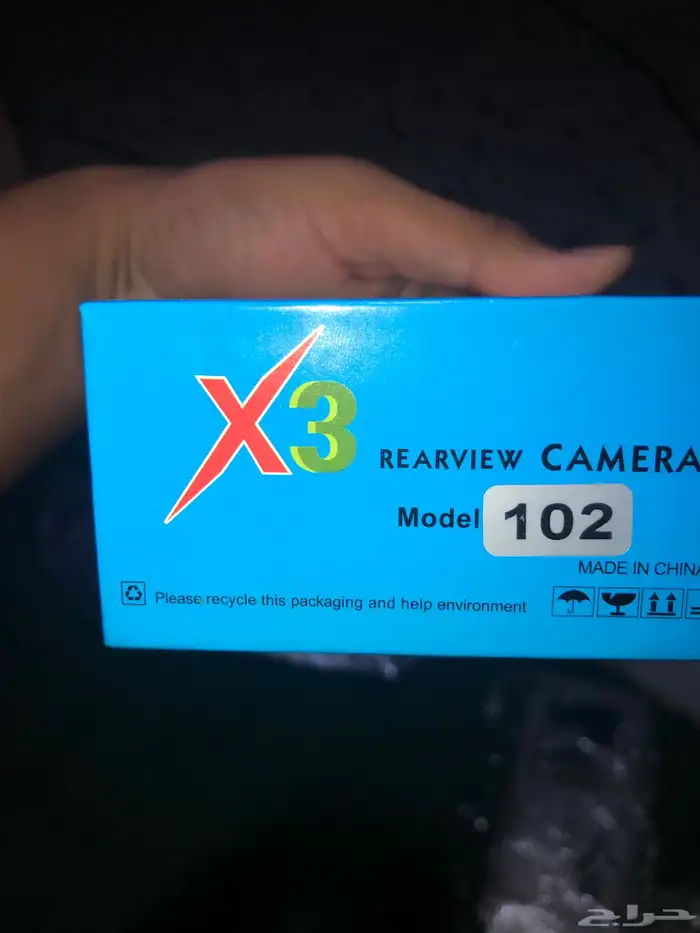 X3 REARVIEW CAMERA
Model 102
MADE IN CHINA
Please recycle this packaging and help environment
حراج